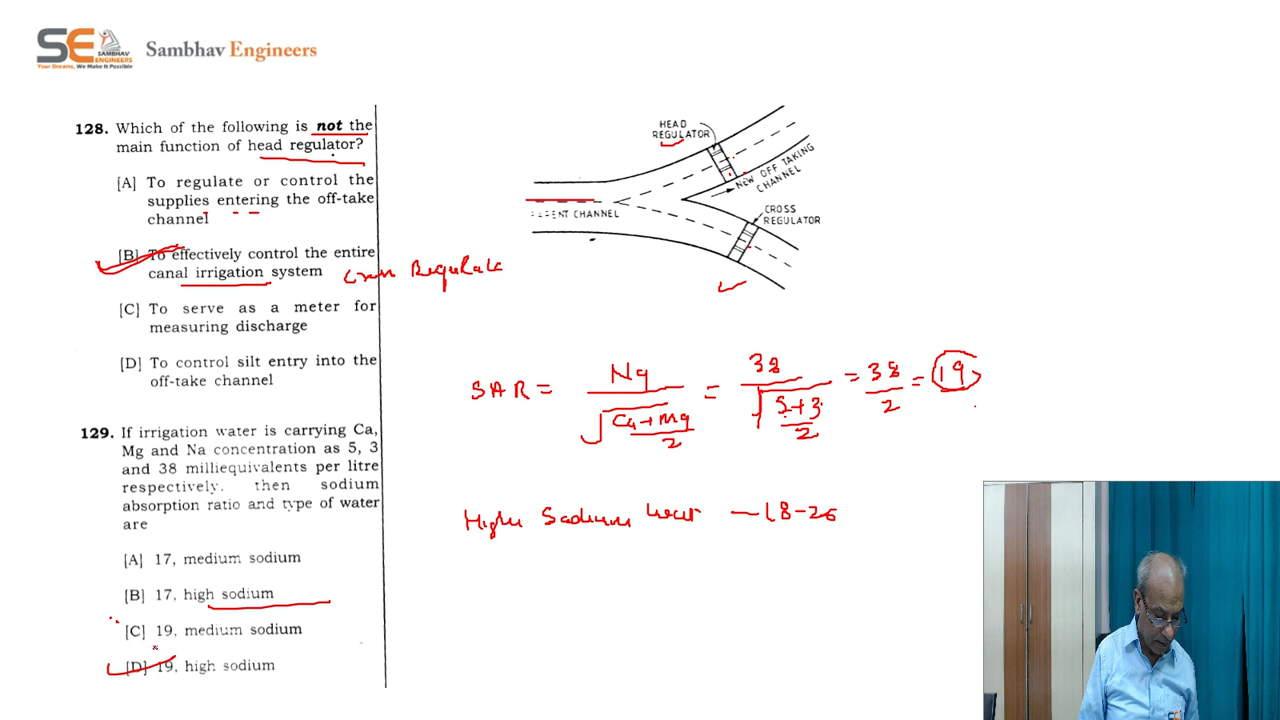 SE
SAMBHAV
ENGINEERS
Your Dreams, We Make It Possible
Sambhav Engineers
128. Which of the following is not the
main function of head regulator?
[A] To regulate or control the
supplies entering the off-take
channel
[B] To effectively control the entire
canal irrigation system
[C] To serve as a meter for
measuring discharge
[D] To control silt entry into the
off-take channel
129. If irrigation water is carrying Ca,
Mg and Na concentration as 5, 3
and 38 milliequivalents per litre
respectively, then sodium
absorption ratio and type of water
are
[A] 17, medium sodium
[B] 17, high sodium
[C] 19, medium sodium
[D] 19, high sodium
HEAD
REGULATOR
NEW OFF TAKING
CHANNEL
CHANNEL
CROSS
REGULATOR
SAR = Na / √(Ca+Mg / 2) = 38 / √(5+3 / 2) = 38 / 2 = 19
High Sodium — 18-26